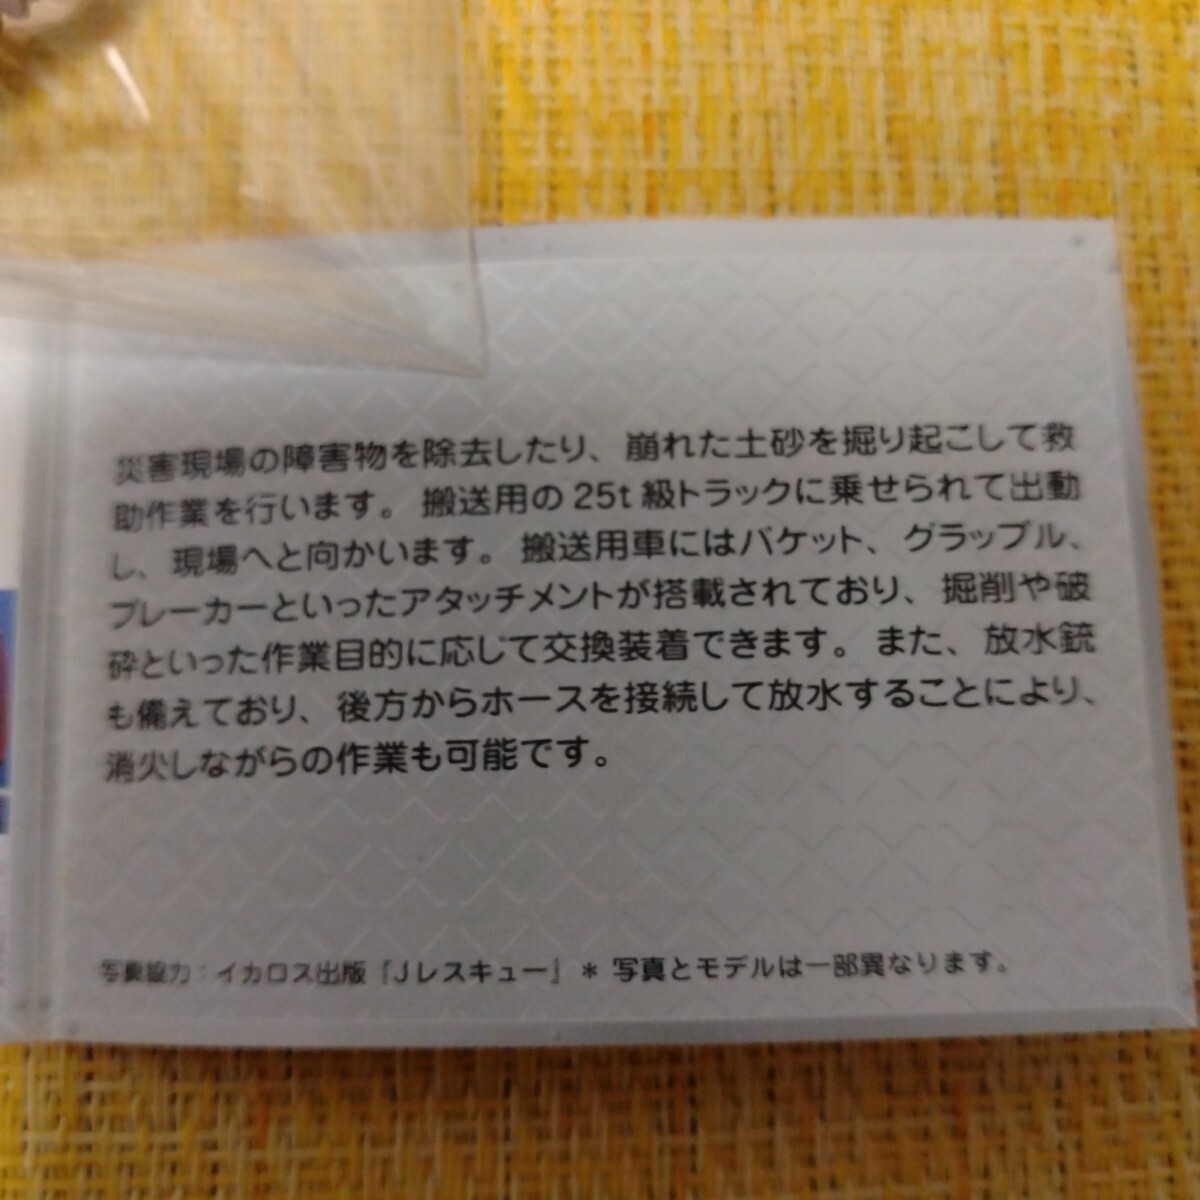 災害現場の障害物を除去したり、崩れた土砂を掘り起こして救
助作業を行います。搬送用の25t級トラックに乗せられて出動
し、現場へと向かいます。搬送用車にはバケット、グラップル、
ブレーカーといったアタッチメントが搭載されており、掘削や破
砕といった作業目的に応じて交換装着できます。また、放水銃
も備えており、後方からホースを接続して放水することにより、
消火しながらの作業も可能です。
写真協力：イカロス出版「Jレスキュー」＊写真とモデルは一部異なります。